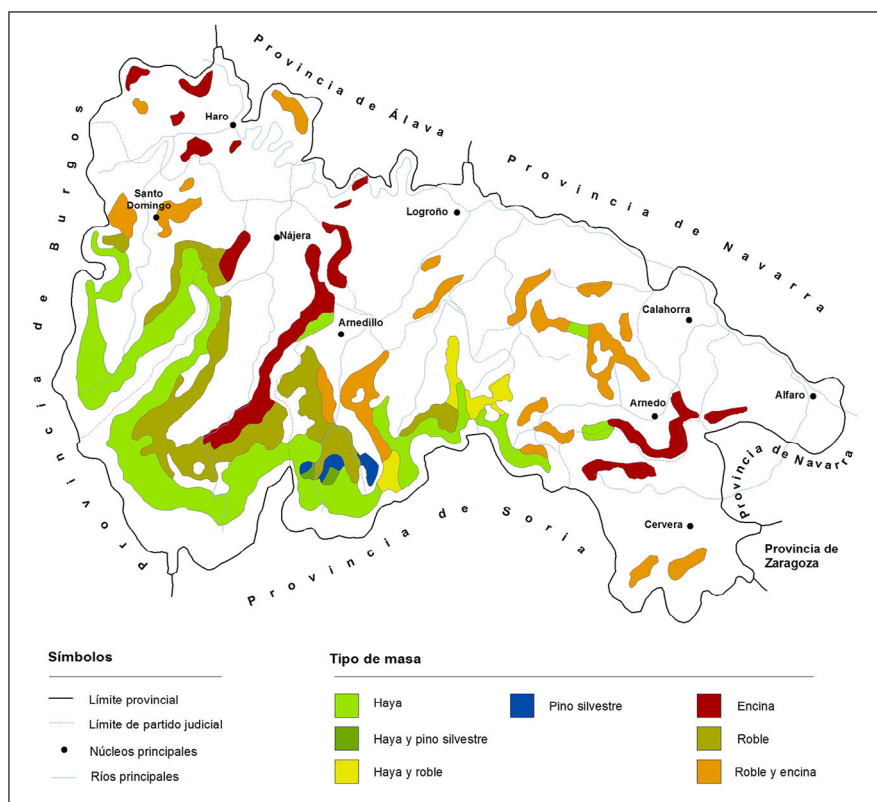 Provincia de Álava
Provincia de Navarra
Provincia de Burgos
Haro
Santo
Domingo
Nájera
Logroño
Arnedillo
Calahorra
Arnedo
Alfaro
Provincia de Navarra
Cervera
Provincia de
Zaragoza
Provincia de Soria
Símbolos
Límite provincial
Límite de partido judicial
Núcleos principales
Ríos principales
Tipo de masa
Haya
Haya y pino silvestre
Haya y roble
Pino silvestre
Encina
Roble
Roble y encina